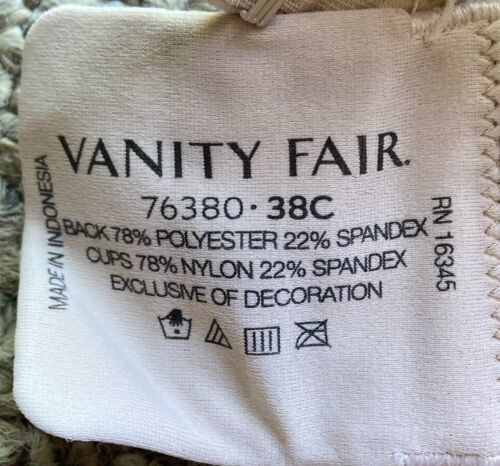 VANITY FAIR.
76380 · 38C
BACK 78% POLYESTER 22% SPANDEX
CUPS 78% NYLON 22% SPANDEX
EXCLUSIVE OF DECORATION
MADE IN INDONESIA
RN 16345